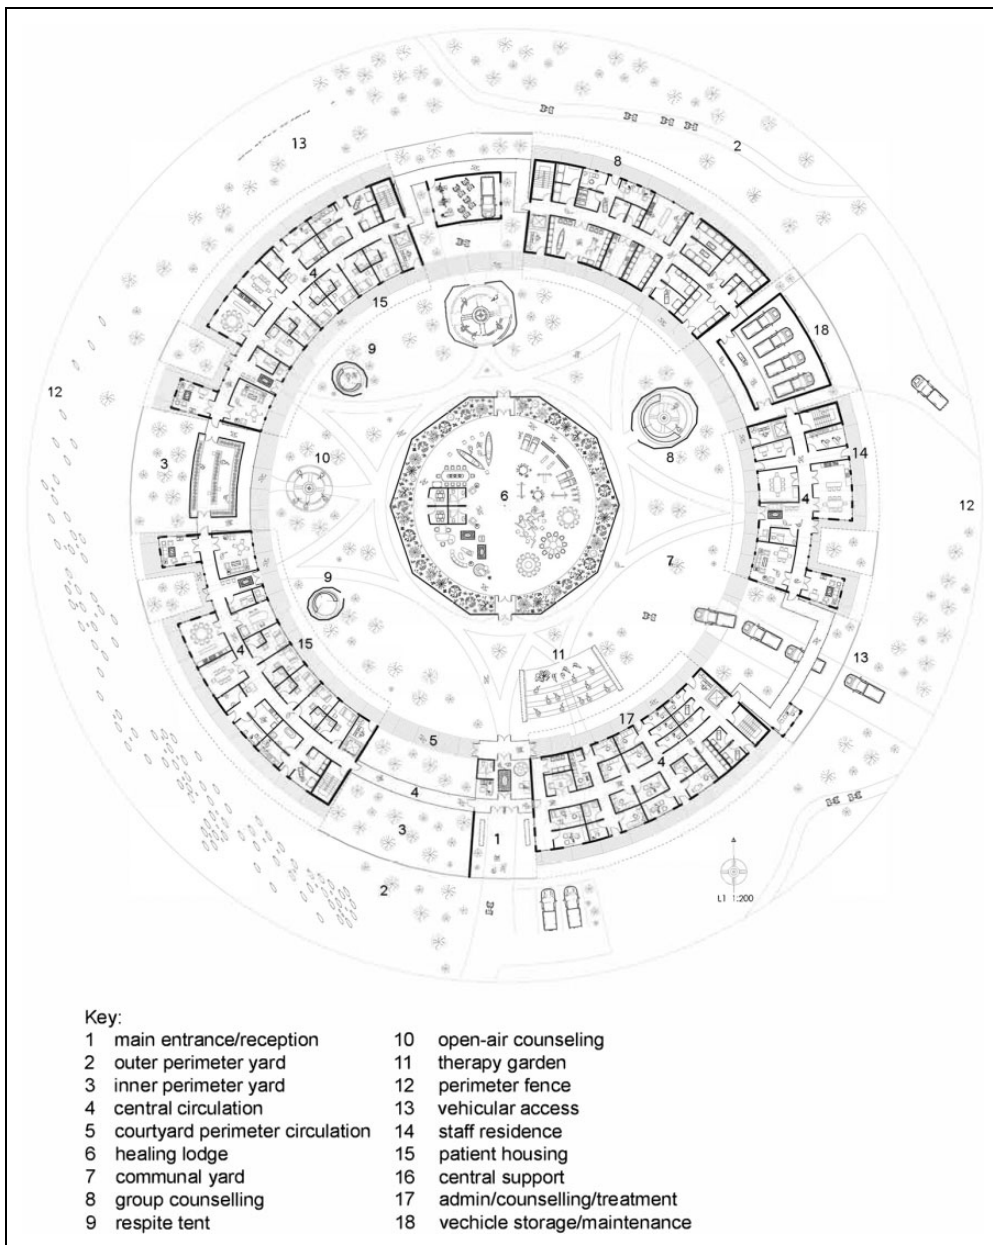 13
2
8
4
15
18
9
12
3
10
8
6
14
4
12
9
7
15
4
11
13
17
5
4
4
3
1
2
L1 1:200
Key:
1 main entrance/reception
2 outer perimeter yard
3 inner perimeter yard
4 central circulation
5 courtyard perimeter circulation
6 healing lodge
7 communal yard
8 group counselling
9 respite tent
10 open-air counseling
11 therapy garden
12 perimeter fence
13 vehicular access
14 staff residence
15 patient housing
16 central support
17 admin/counselling/treatment
18 vechicle storage/maintenance